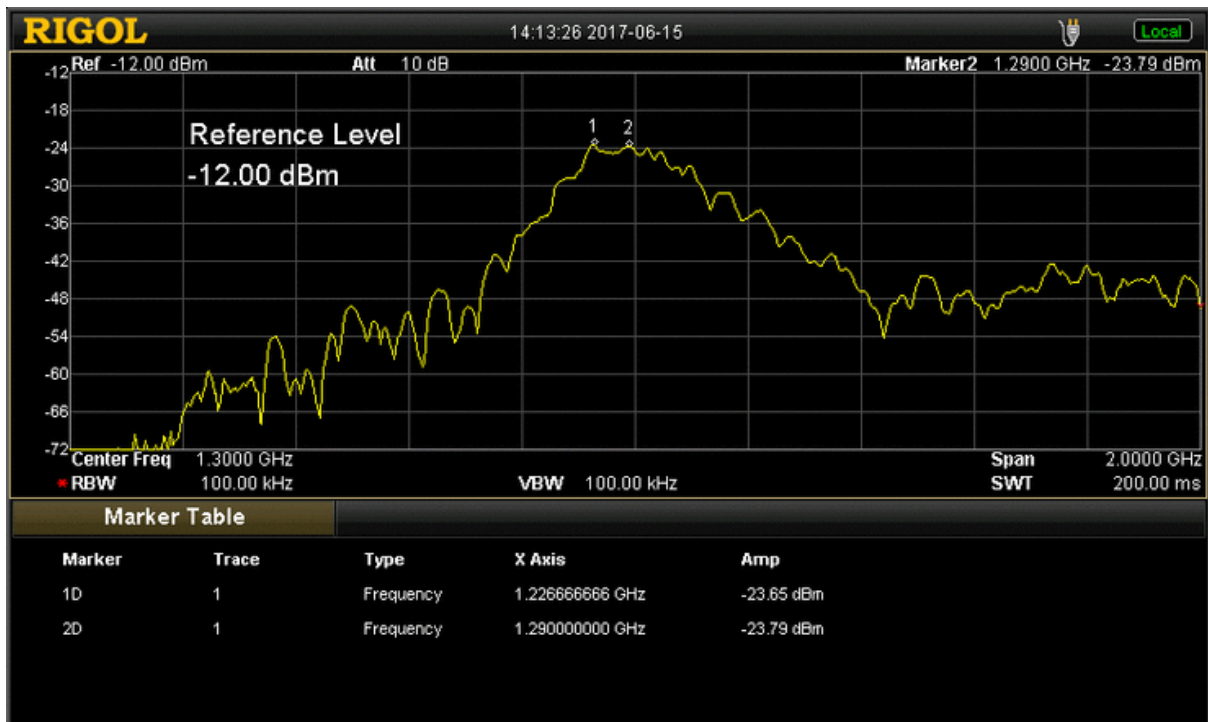 RIGOL 14:13:26 2017-06-15 Local
Ref -12.00 dBm Att 10 dB Marker2 1.2900 GHz -23.79 dBm
-12
-18
Reference Level
-24
-12.00 dBm
-30
1 2
-36
-42
-48
-54
-60
-66
-72
Center Freq 1.3000 GHz Span 2.0000 GHz
* RBW 100.00 kHz VBW 100.00 kHz SWT 200.00 ms
Marker Table
Marker Trace Type X Axis Amp
1D 1 Frequency 1.226666666 GHz -23.65 dBm
2D 1 Frequency 1.290000000 GHz -23.79 dBm